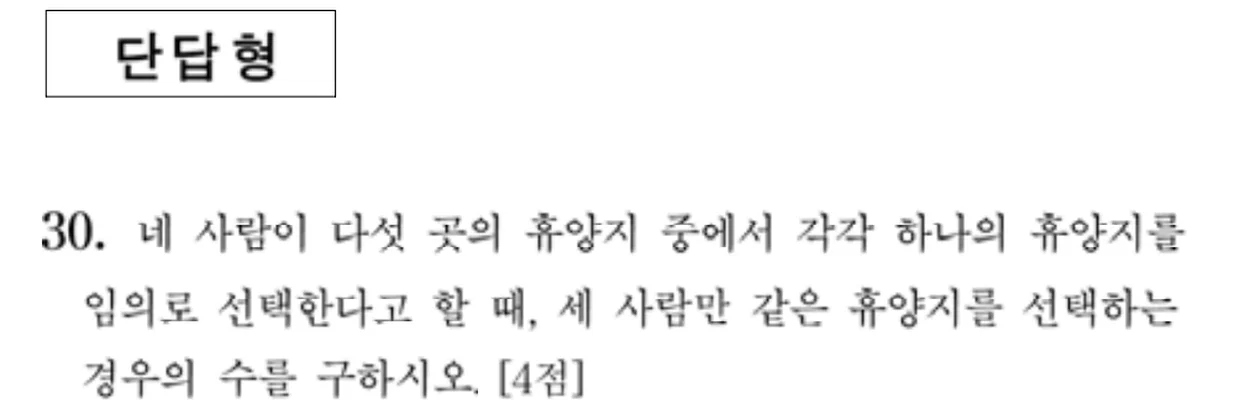 단답형
30. 네 사람이 다섯 곳의 휴양지 중에서 각각 하나의 휴양지를
임의로 선택한다고 할 때, 세 사람만 같은 휴양지를 선택하는
경우의 수를 구하시오. [4점]